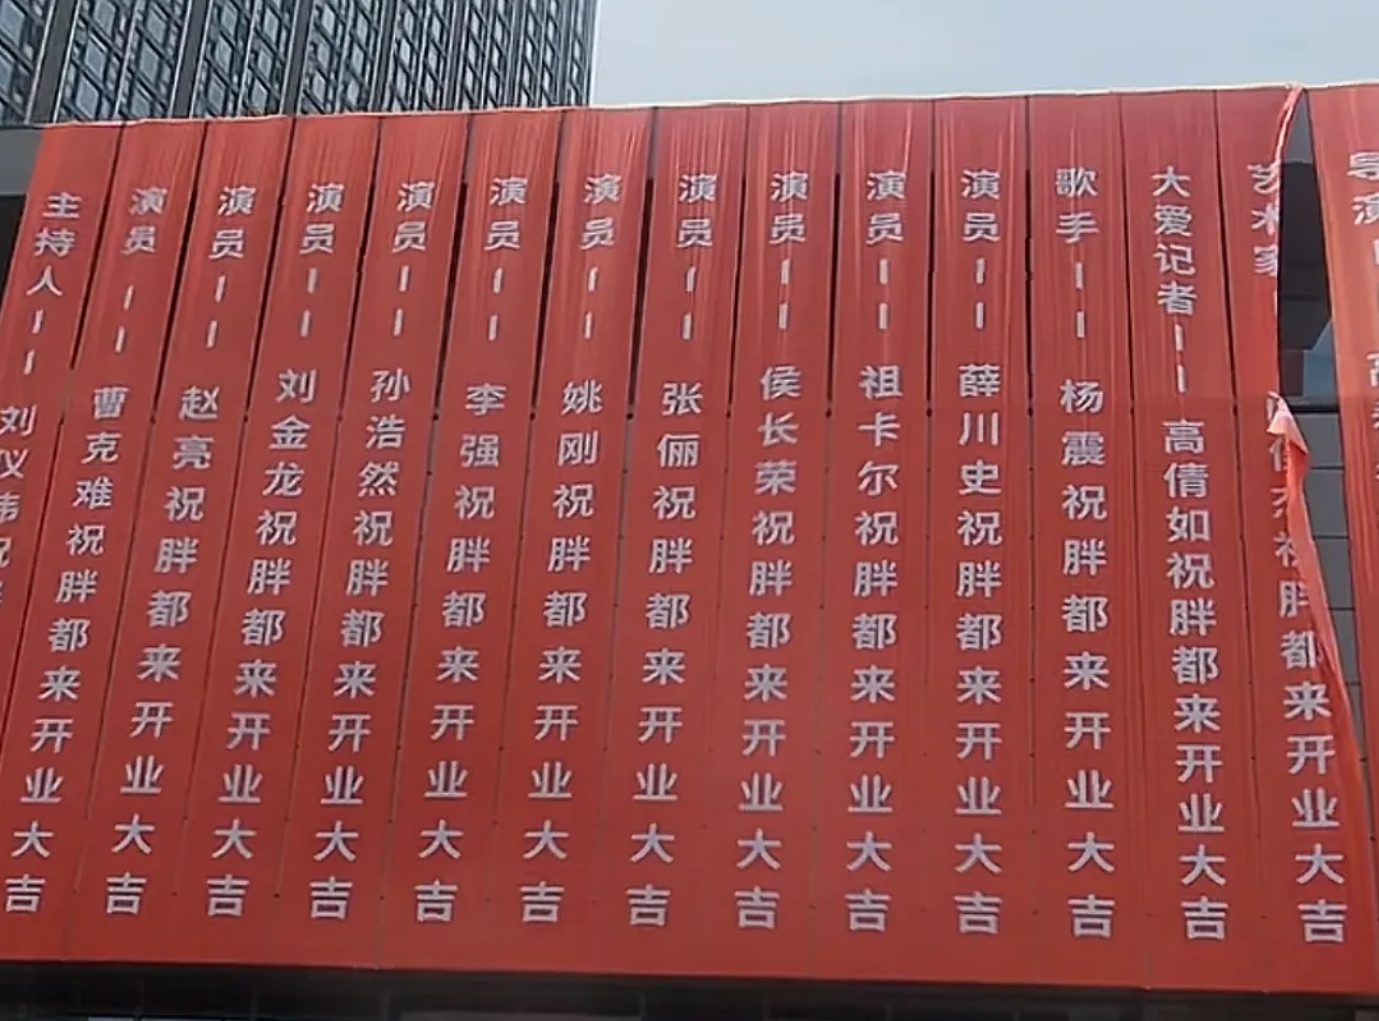 主持人--刘仪伟祝
演员--曹克难祝胖都来开业大吉
演员--赵亮祝胖都来开业大吉
演员--刘金龙祝胖都来开业大吉
演员--孙浩然祝胖都来开业大吉
演员--李强祝胖都来开业大吉
演员--姚刚祝胖都来开业大吉
演员--张俪祝胖都来开业大吉
演员--侯长荣祝胖都来开业大吉
演员--祖卡尔祝胖都来开业大吉
演员--薛川史祝胖都来开业大吉
歌手--杨震祝胖都来开业大吉
大爱记者--高倩如祝胖都来开业大吉
艺术家 祝胖都来开业大吉
导演